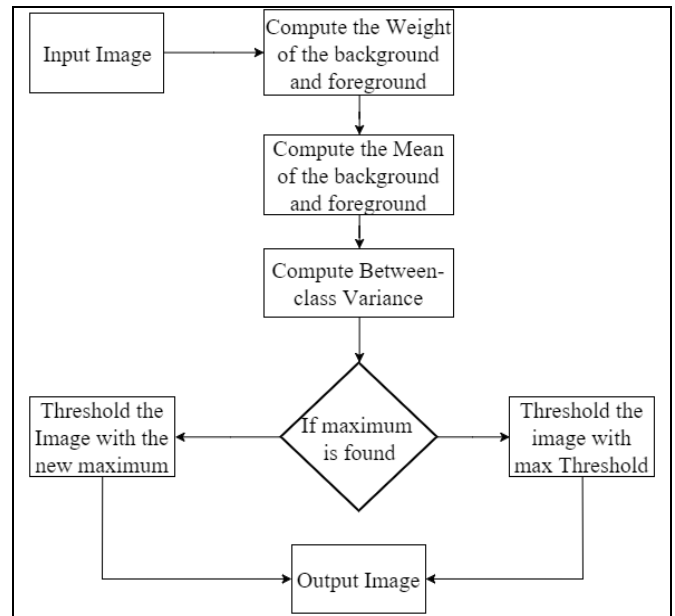 Input Image
Compute the Weight
of the background
and foreground
Compute the Mean
of the background
and foreground
Compute Between-
class Variance
If maximum
is found
Threshold the
Image with the
new maximum
Threshold the
image with
max Threshold
Output Image